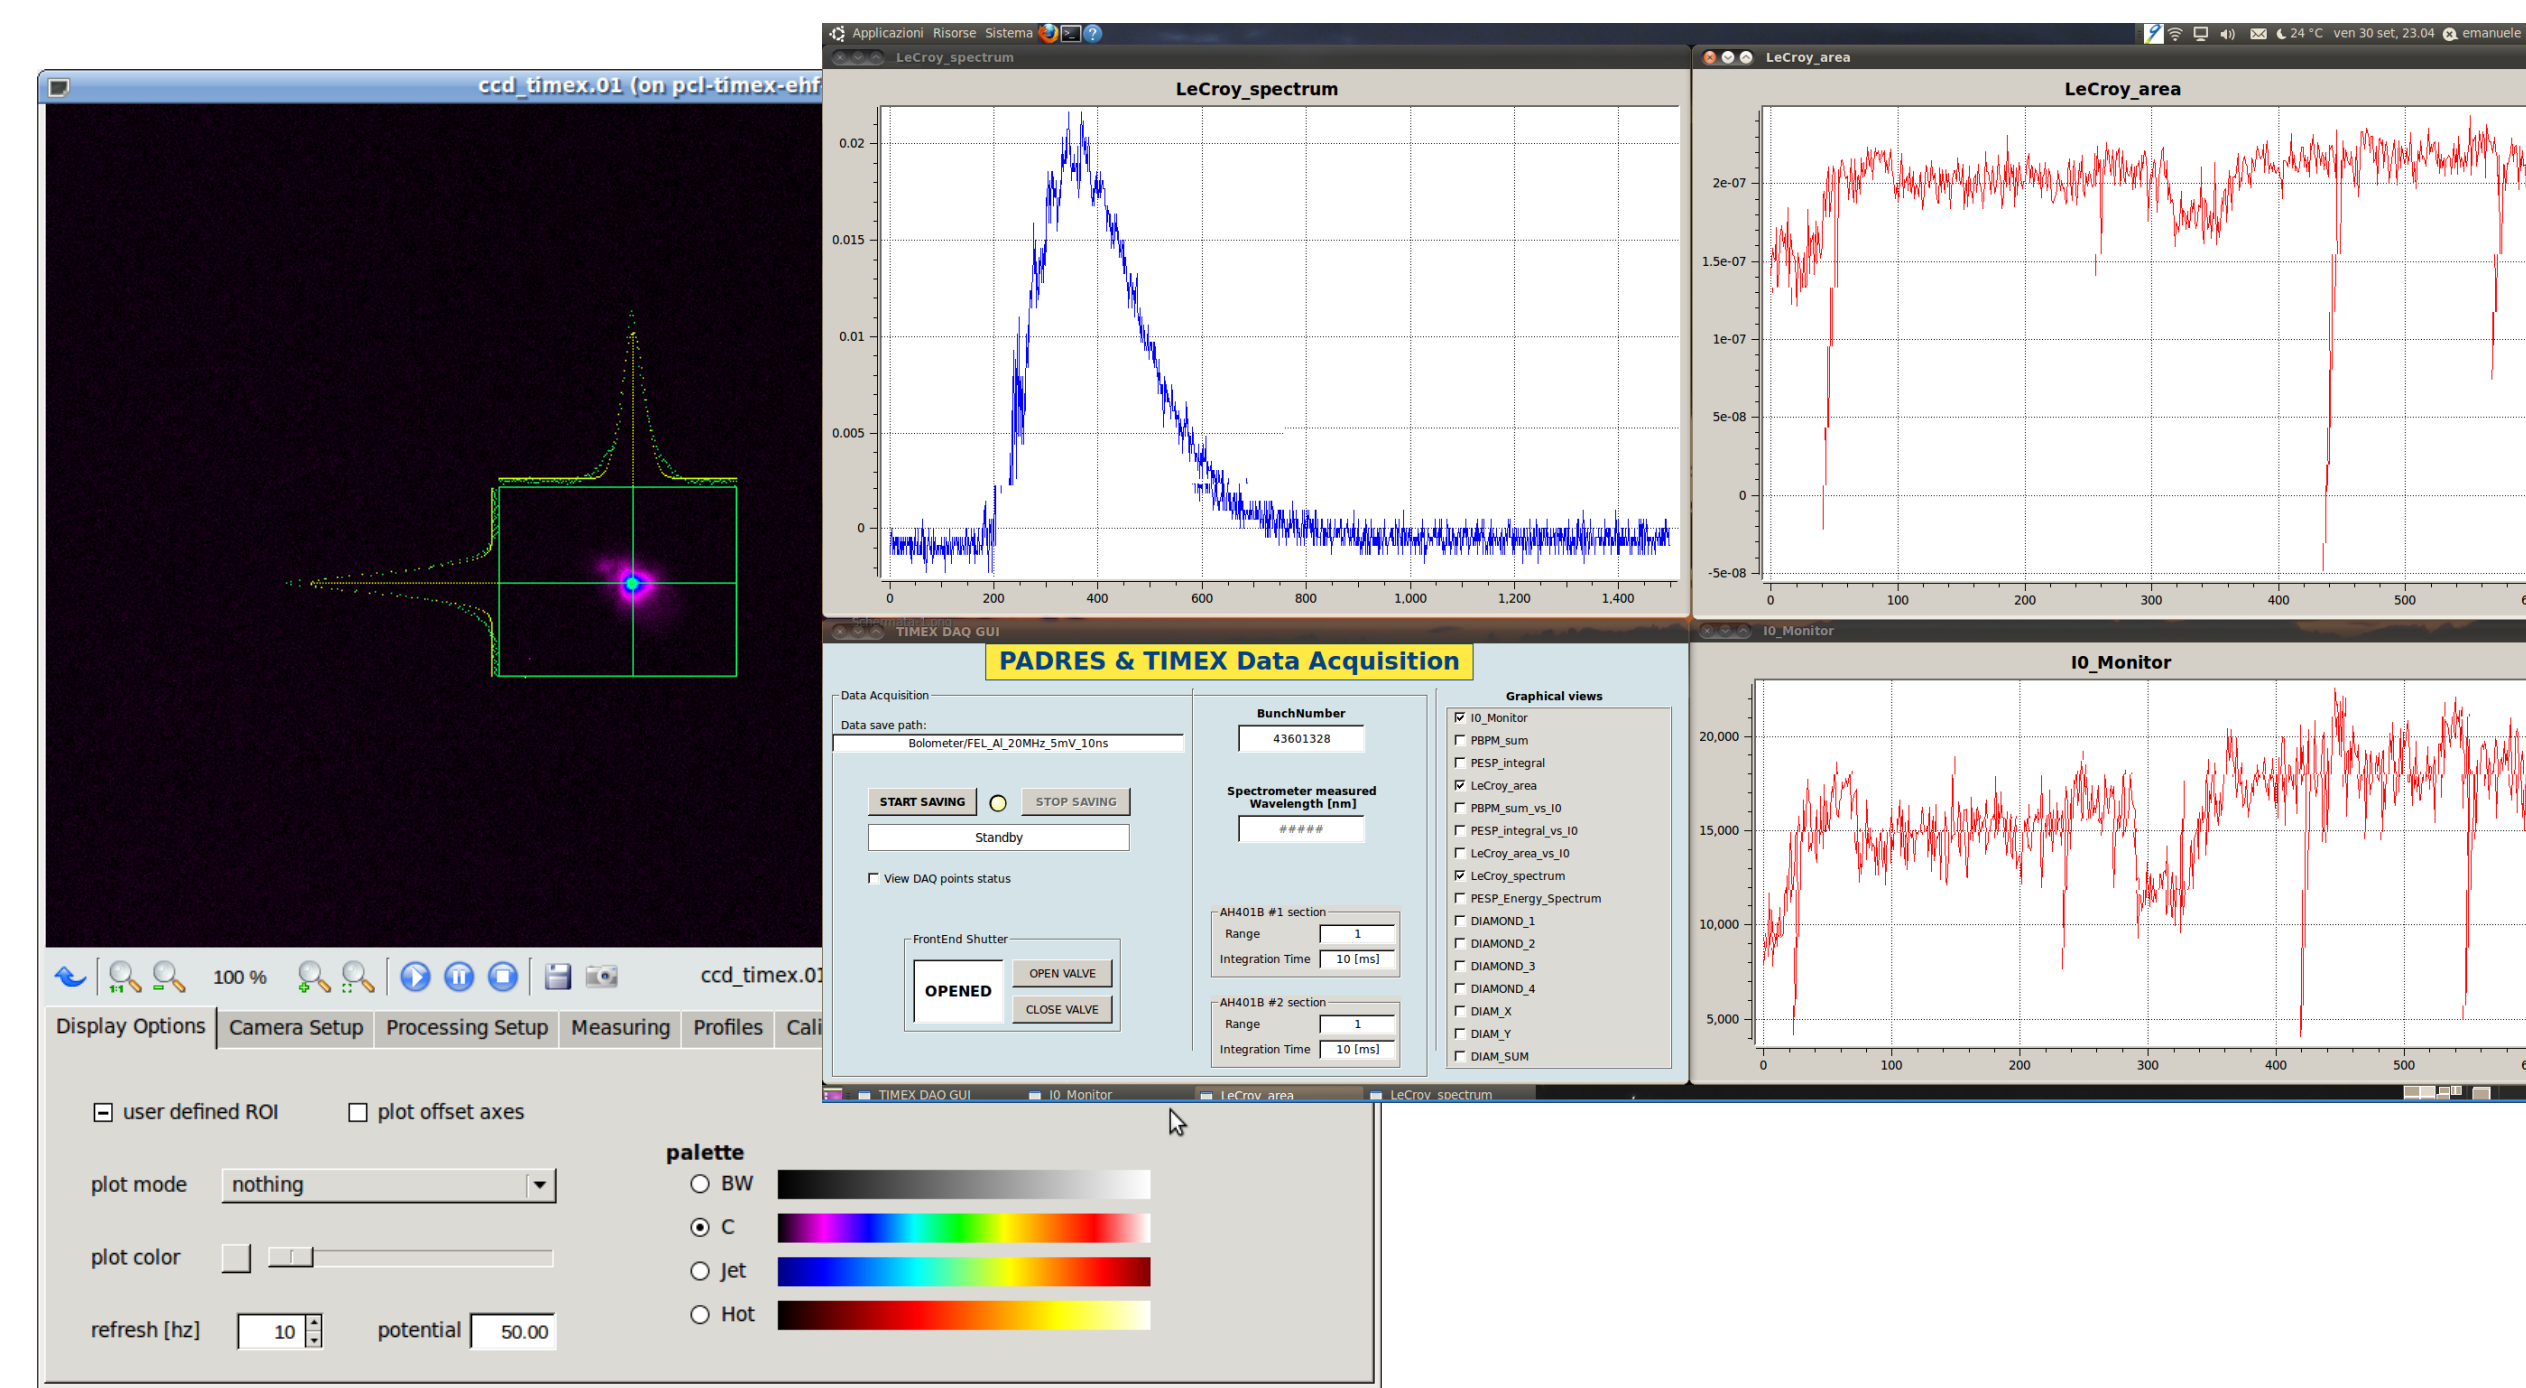 Applicazioni Risorse Sistema
24 °C ven 30 set, 23.04 emanuele
ccd_timex.01 (on pcl-timex-ehf-
LeCroy_spectrum
LeCroy_spectrum
0.02
0.015
0.01
0.005
0
0 200 400 600 800 1,000 1,200 1,400
LeCroy_area
LeCroy_area
2e-07
1.5e-07
1e-07
5e-08
0
-5e-08
0 100 200 300 400 500 6
Schermata-1.png
TIMEX DAQ GUI
PADRES & TIMEX Data Acquisition
Data Acquisition
Data save path:
Bolometer/FEL_Al_20MHz_5mV_10ns
START SAVING
STOP SAVING
Standby
View DAQ points status
FrontEnd Shutter
OPENED
OPEN VALVE
CLOSE VALVE
BunchNumber
43601328
Spectrometer measured
Wavelength [nm]
#####
AH401B #1 section
Range 1
Integration Time 10 [ms]
AH401B #2 section
Range 1
Integration Time 10 [ms]
Graphical views
I0_Monitor
PBPM_sum
PESP_integral
LeCroy_area
PBPM_sum_vs_I0
PESP_integral_vs_I0
LeCroy_area_vs_I0
LeCroy_spectrum
PESP_Energy_Spectrum
DIAMOND_1
DIAMOND_2
DIAMOND_3
DIAMOND_4
DIAM_X
DIAM_Y
DIAM_SUM
I0_Monitor
I0_Monitor
20,000
15,000
10,000
5,000
0 100 200 300 400 500 6
TIMEX DAQ GUI I0_Monitor LeCroy_area LeCroy_spectrum
1:1
100 %
ccd_timex.01
Display Options Camera Setup Processing Setup Measuring Profiles Cali
user defined ROI
plot offset axes
plot mode nothing
plot color
refresh [hz] 10
potential 50.00
palette
BW
C
Jet
Hot